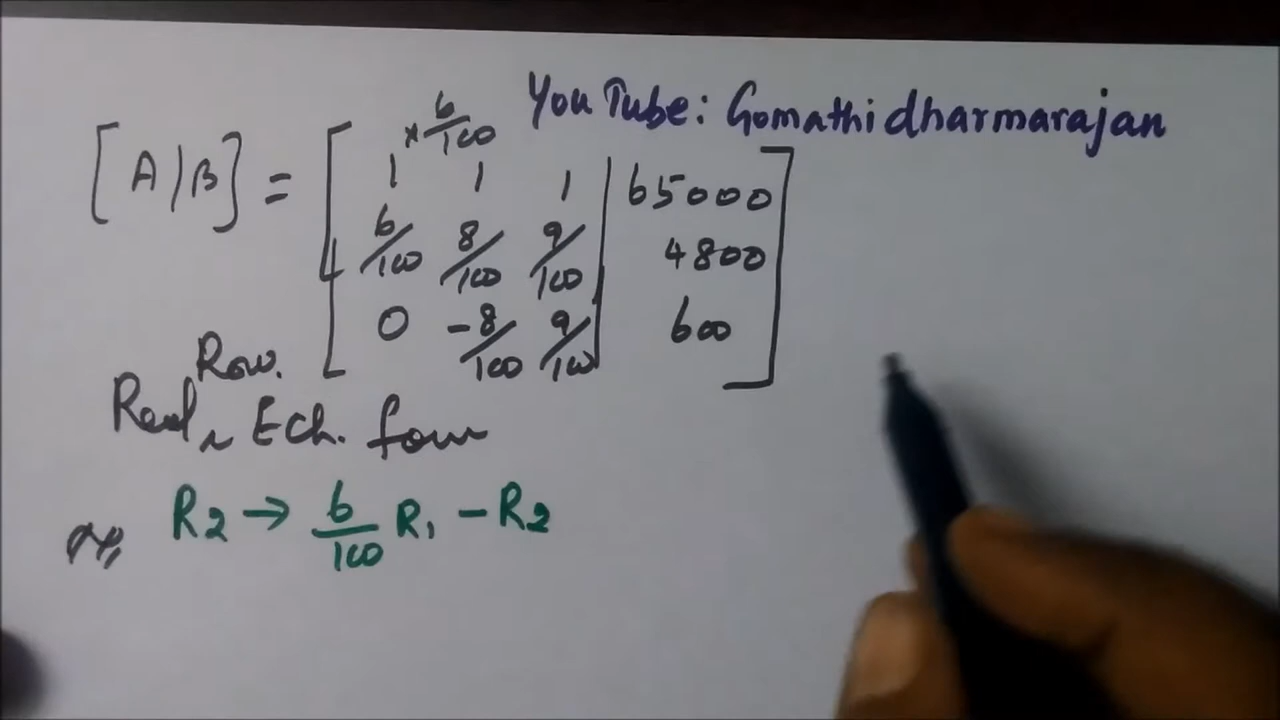 YouTube: Gomathi dharmarajan
× 6/100
[A|B] = [ 1 1 1 | 65000
6/100 8/100 9/100 | 4800
0 -8/100 9/100 | 600 ]
Row.
Ech. form
~ R2 → 6/100 R1 - R2